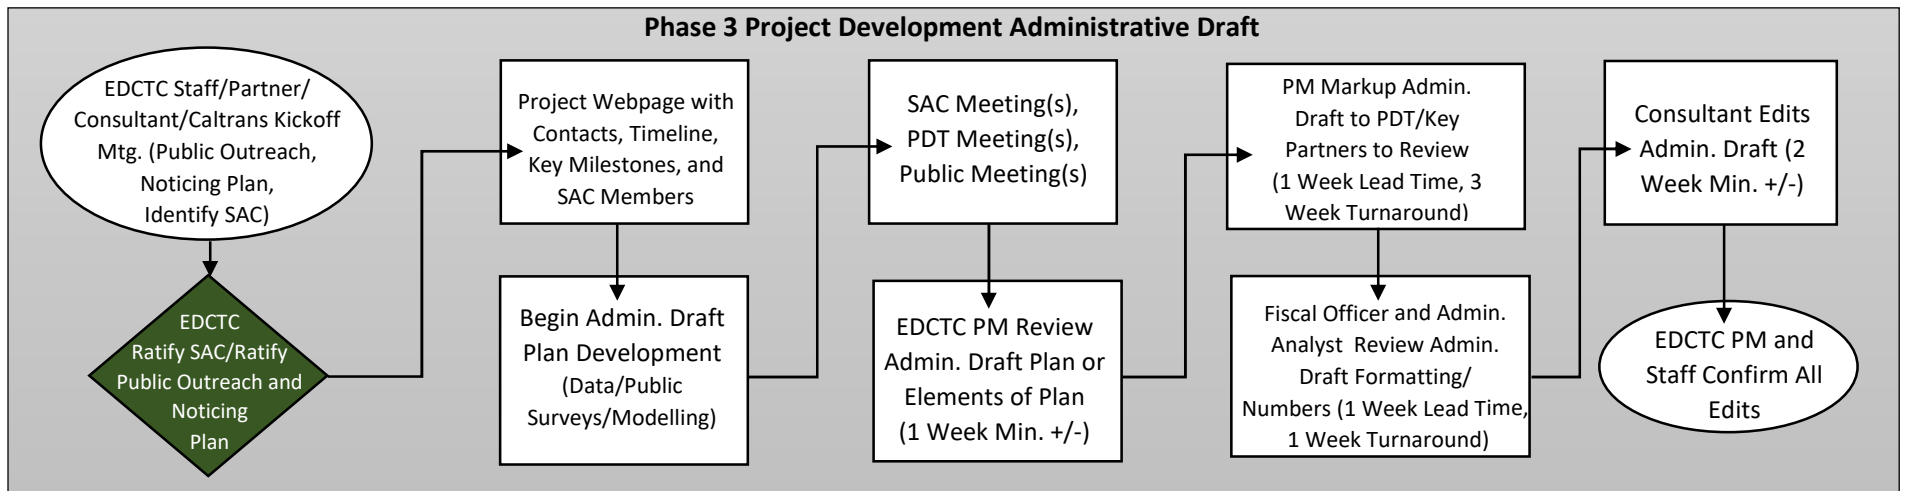 Phase 3 Project Development Administrative Draft
EDCTC Staff/Partner/
Consultant/Caltrans Kickoff
Mtg. (Public Outreach,
Noticing Plan,
Identify SAC)
EDCTC
Ratify SAC/Ratify
Public Outreach and
Noticing
Plan
Project Webpage with
Contacts, Timeline,
Key Milestones, and
SAC Members
Begin Admin. Draft
Plan Development
(Data/Public
Surveys/Modelling)
SAC Meeting(s),
PDT Meeting(s),
Public Meeting(s)
EDCTC PM Review
Admin. Draft Plan or
Elements of Plan
(1 Week Min. +/-)
PM Markup Admin.
Draft to PDT/Key
Partners to Review
(1 Week Lead Time, 3
Week Turnaround)
Fiscal Officer and Admin.
Analyst Review Admin.
Draft Formatting/
Numbers (1 Week Lead Time,
1 Week Turnaround)
Consultant Edits
Admin. Draft (2
Week Min. +/-)
EDCTC PM and
Staff Confirm All
Edits